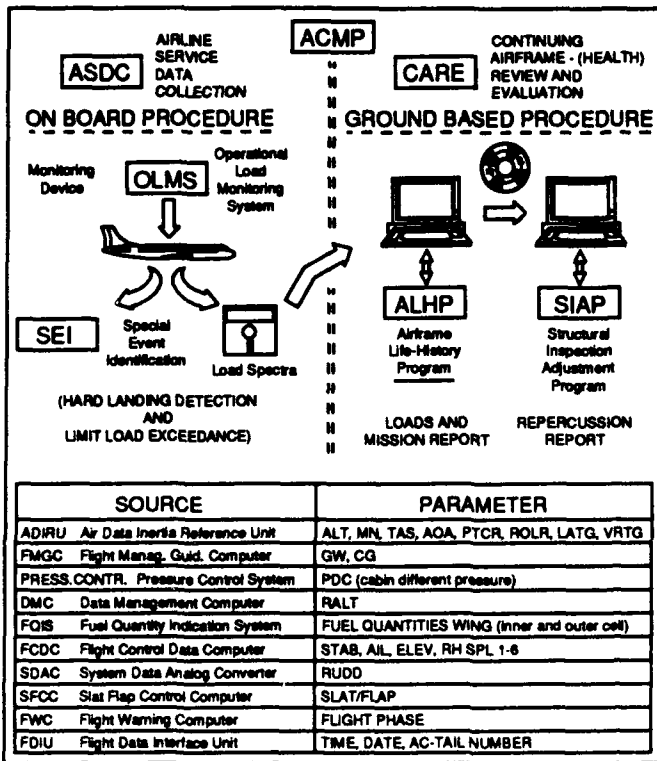 ACMP
ASDC
AIRLINE
SERVICE
DATA
COLLECTION
CARE
CONTINUING
AIRFRAME - (HEALTH)
REVIEW AND
EVALUATION
ON BOARD PROCEDURE
GROUND BASED PROCEDURE
Monitoring
Device
OLMS
Operational
Load
Monitoring
System
SEI
Special
Event
Identification
Load Spectra
(HARD LANDING DETECTION
AND
LIMIT LOAD EXCEEDANCE)
ALHP
Airframe
Life-History
Program
LOADS AND
MISSION REPORT
SIAP
Structural
Inspection
Adjustment
Program
REPERCUSSION
REPORT
SOURCE PARAMETER
ADIRU Air Data Inertia Reference Unit ALT, MN, TAS, AOA, PTCR, ROLR, LATG, VRTG
FMGC Flight Manag. Guid. Computer GW, CG
PRESS.CONTR. Pressure Control System PDC (cabin different pressure)
DMC Data Management Computer RALT
FQIS Fuel Quantity Indication System FUEL QUANTITIES WING (inner and outer cell)
FCDC Flight Control Data Computer STAB, AIL, ELEV, RH SPL 1-6
SDAC System Data Analog Converter RUDD
SFCC Slat Flap Control Computer SLAT/FLAP
FWC Flight Warning Computer FLIGHT PHASE
FDIU Flight Data Interface Unit TIME, DATE, AC-TAIL NUMBER